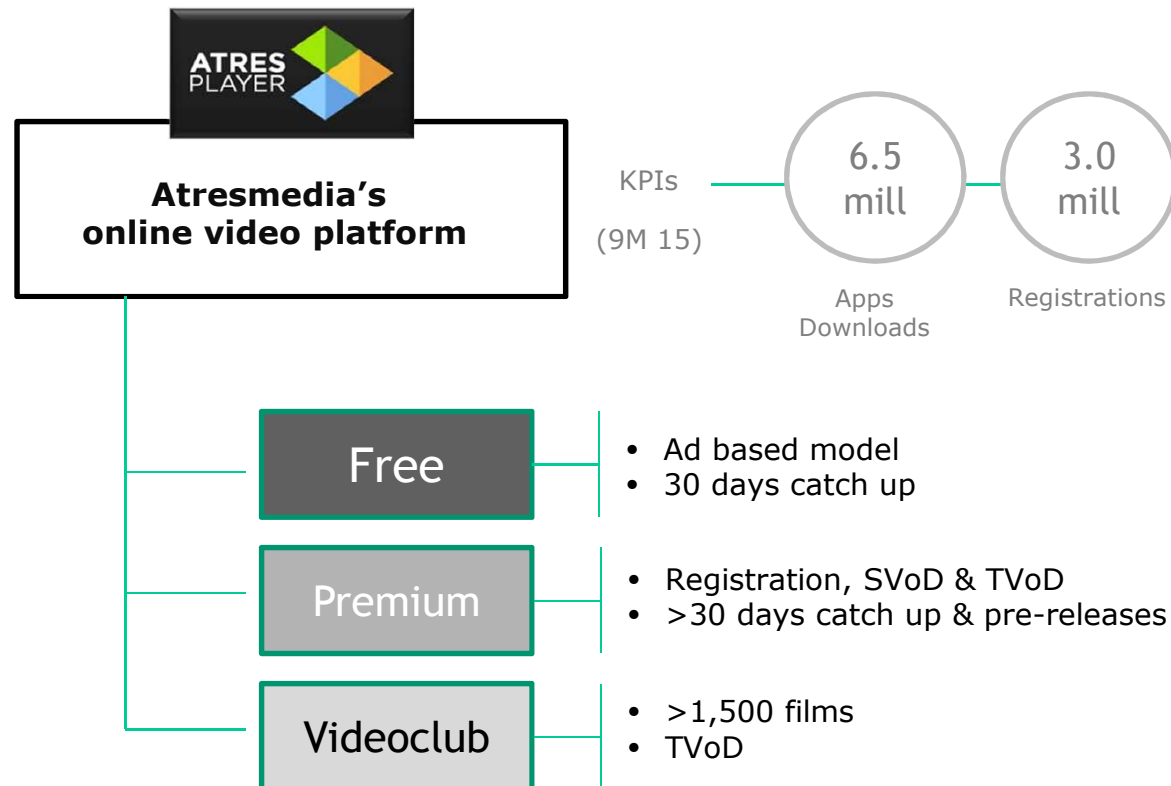 ATRES
PLAYER
Atresmedia’s
online video platform
KPIs
(9M 15)
6.5
mill
3.0
mill
Apps
Downloads
Registrations
Free
• Ad based model
• 30 days catch up
Premium
• Registration, SVoD & TVoD
• >30 days catch up & pre-releases
Videoclub
• >1,500 films
• TVoD